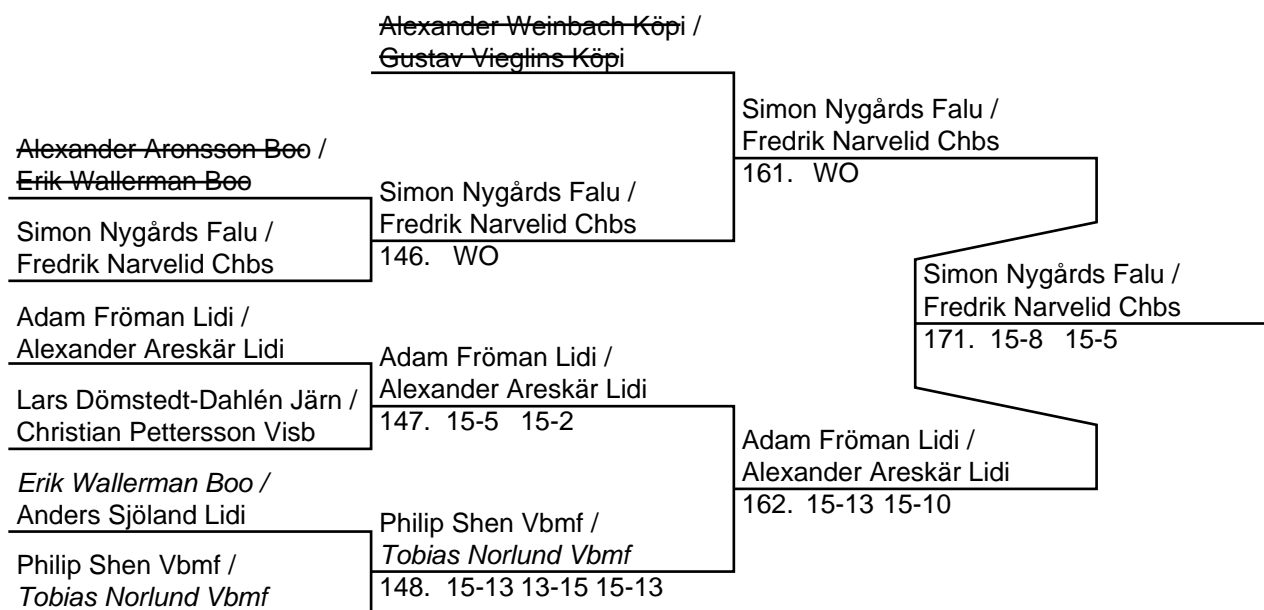 Alexander Weinbach Köpi /
Gustav Vieglins Köpi
Simon Nygårds Falu /
Fredrik Narvelid Chbs
161. WO
Alexander Aronsson Boo /
Erik Wallerman Boo
Simon Nygårds Falu /
Fredrik Narvelid Chbs
146. WO
Simon Nygårds Falu /
Fredrik Narvelid Chbs
Simon Nygårds Falu /
Fredrik Narvelid Chbs
171. 15-8 15-5
Adam Fröman Lidi /
Alexander Areskär Lidi
Adam Fröman Lidi /
Alexander Areskär Lidi
147. 15-5 15-2
Lars Dömstedt-Dahlén Järn /
Christian Pettersson Visb
Adam Fröman Lidi /
Alexander Areskär Lidi
162. 15-13 15-10
Erik Wallerman Boo /
Anders Sjöland Lidi
Philip Shen Vbmf /
Tobias Norlund Vbmf
148. 15-13 13-15 15-13
Philip Shen Vbmf /
Tobias Norlund Vbmf